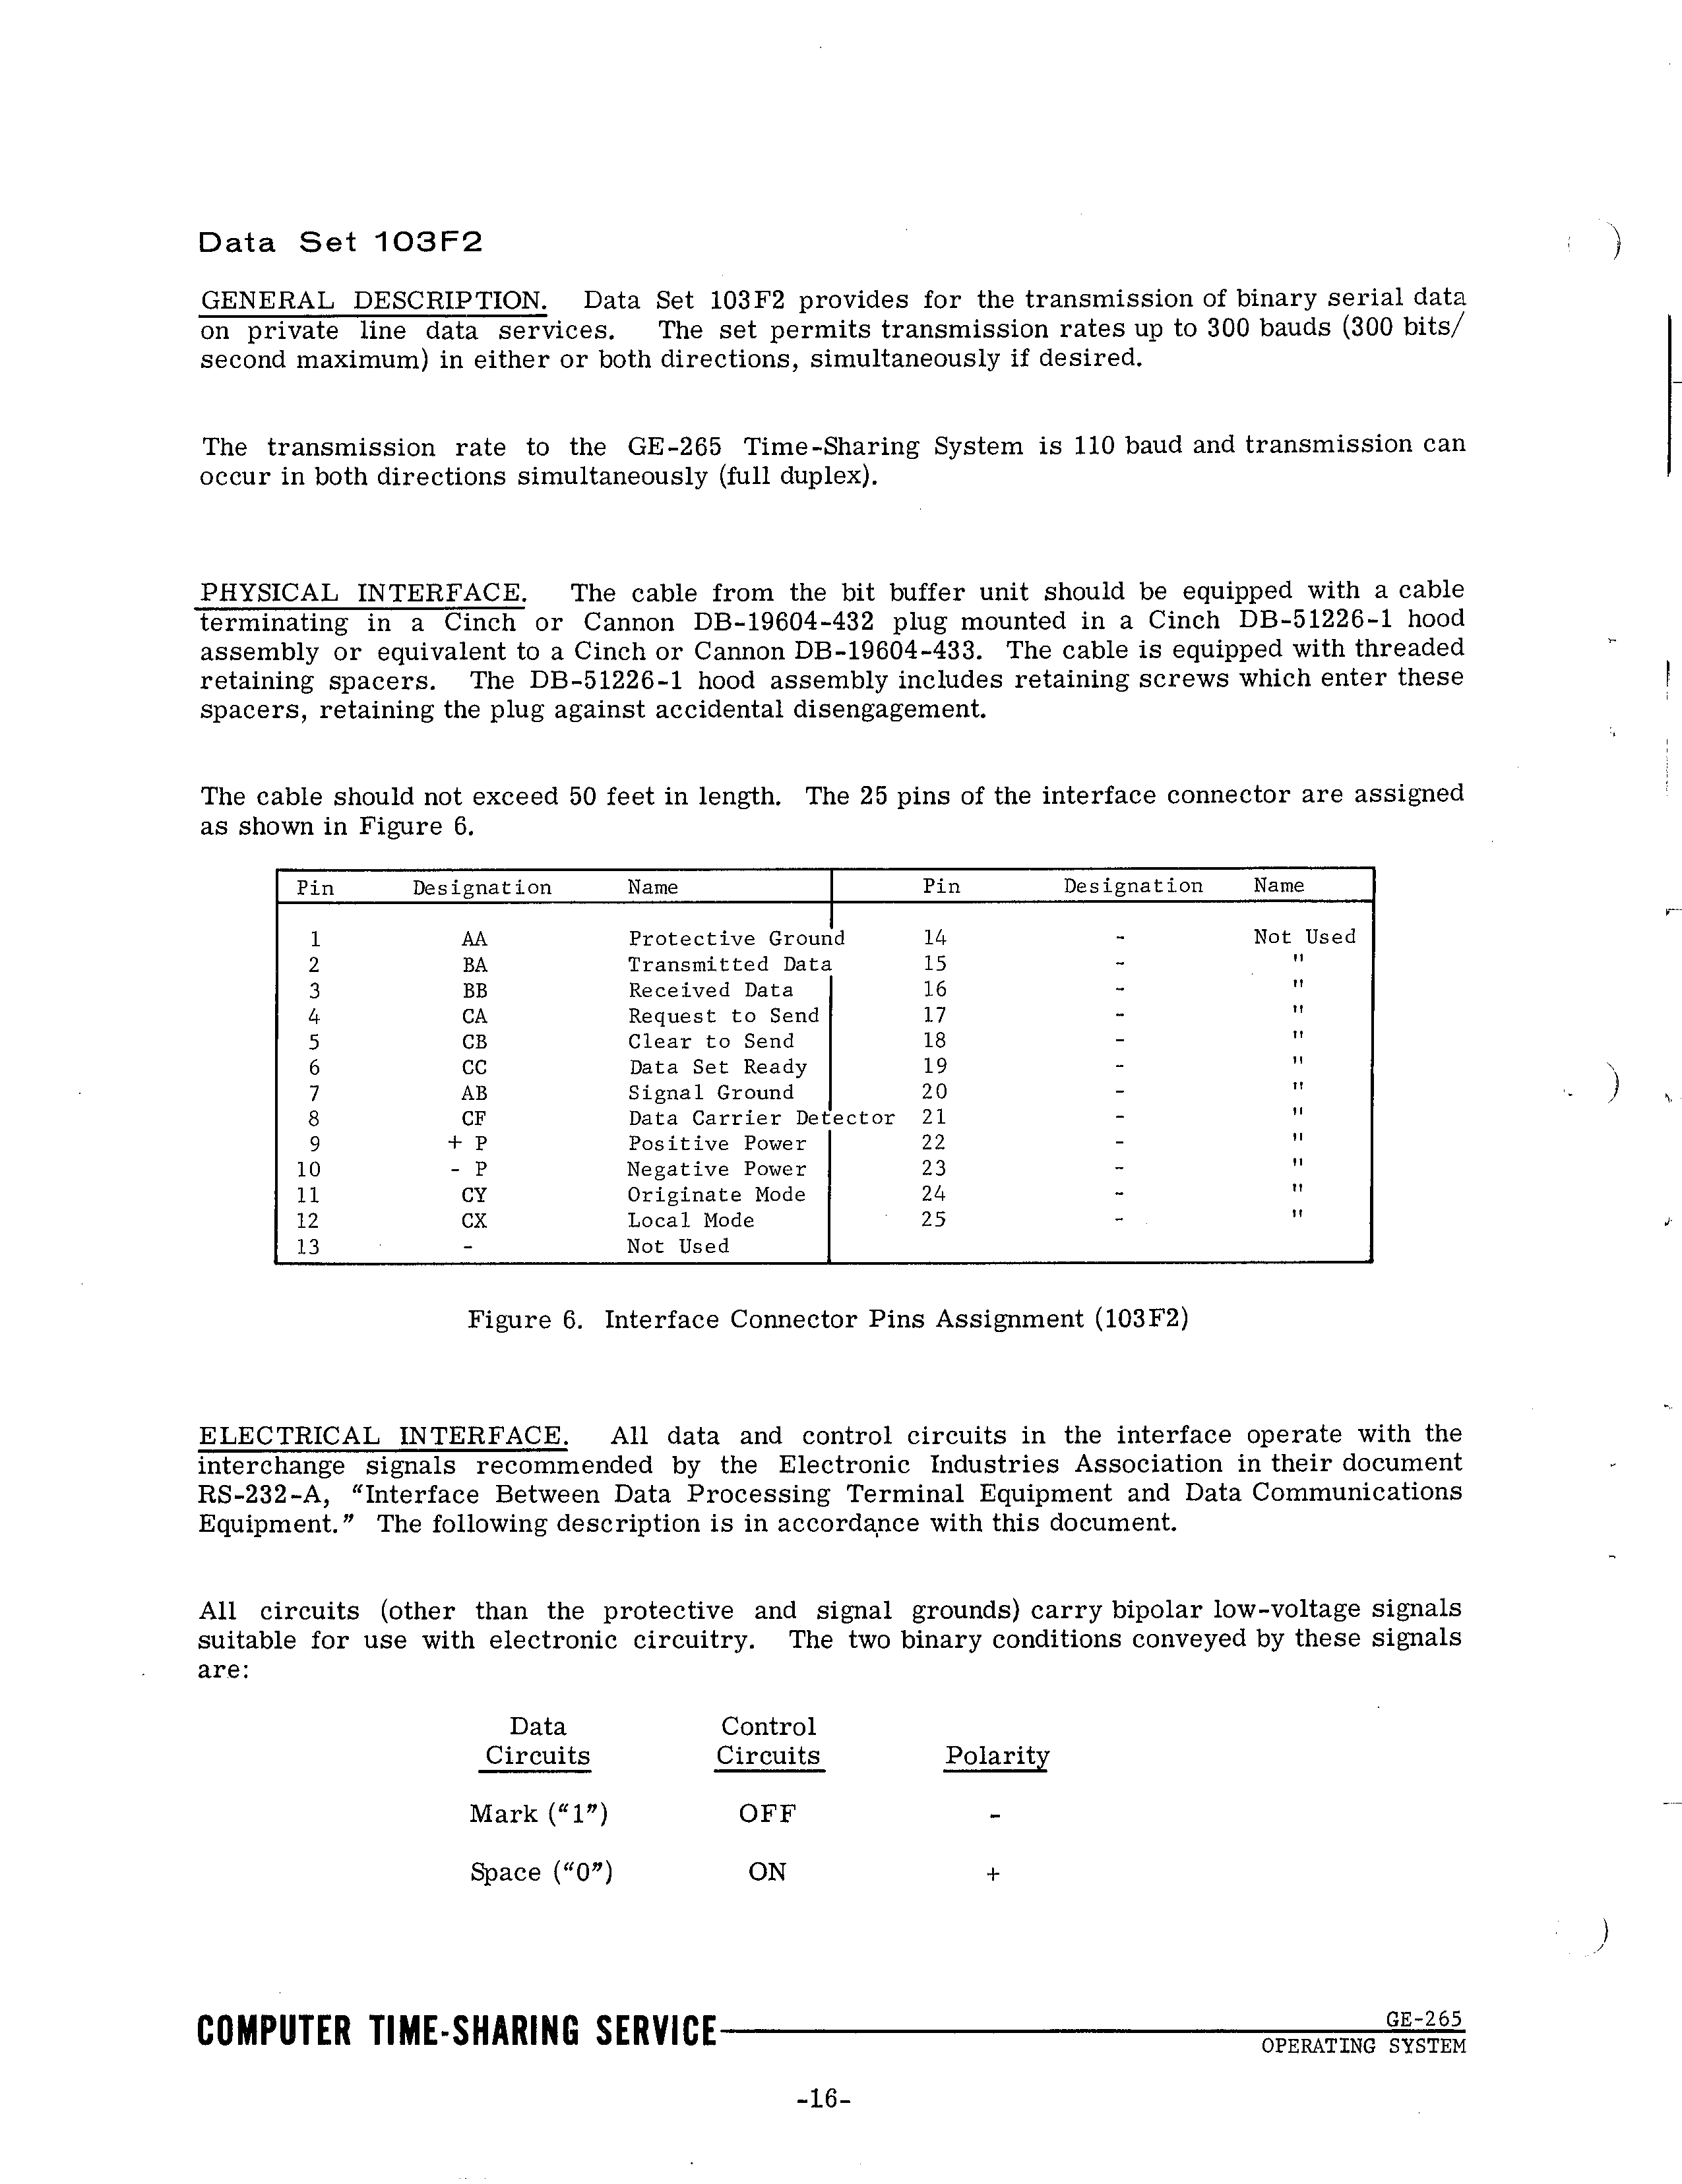 Data Set 103F2
GENERAL DESCRIPTION. Data Set 103F2 provides for the transmission of binary serial data
on private line data services. The set permits transmission rates up to 300 bauds (300 bits/
second maximum) in either or both directions, simultaneously if desired.
The transmission rate to the GE-265 Time-Sharing System is 110 baud and transmission can
occur in both directions simultaneously (full duplex).
PHYSICAL INTERFACE. The cable from the bit buffer unit should be equipped with a cable
terminating in a Cinch or Cannon DB-19604-432 plug mounted in a Cinch DB-51226-1 hood
assembly or equivalent to a Cinch or Cannon DB-19604-433. The cable is equipped with threaded
retaining spacers. The DB-51226-1 hood assembly includes retaining screws which enter these
spacers, retaining the plug against accidental disengagement.
The cable should not exceed 50 feet in length. The 25 pins of the interface connector are assigned
as shown in Figure 6.
Pin Designation Name Pin Designation Name
1 AA Protective Ground 14 - Not Used
2 BA Transmitted Data 15 - "
3 BB Received Data 16 - "
4 CA Request to Send 17 - "
5 CB Clear to Send 18 - "
6 CC Data Set Ready 19 - "
7 AB Signal Ground 20 - "
8 CF Data Carrier Detector 21 - "
9 + P Positive Power 22 - "
10 - P Negative Power 23 - "
11 CY Originate Mode 24 - "
12 CX Local Mode 25 - "
13 - Not Used
Figure 6. Interface Connector Pins Assignment (103F2)
ELECTRICAL INTERFACE. All data and control circuits in the interface operate with the
interchange signals recommended by the Electronic Industries Association in their document
RS-232-A, “Interface Between Data Processing Terminal Equipment and Data Communications
Equipment.” The following description is in accordance with this document.
All circuits (other than the protective and signal grounds) carry bipolar low-voltage signals
suitable for use with electronic circuitry. The two binary conditions conveyed by these signals
are:
Data Control
Circuits Circuits Polarity
Mark (“1”) OFF -
Space (“0”) ON +
COMPUTER TIME-SHARING SERVICE GE-265
OPERATING SYSTEM
-16-